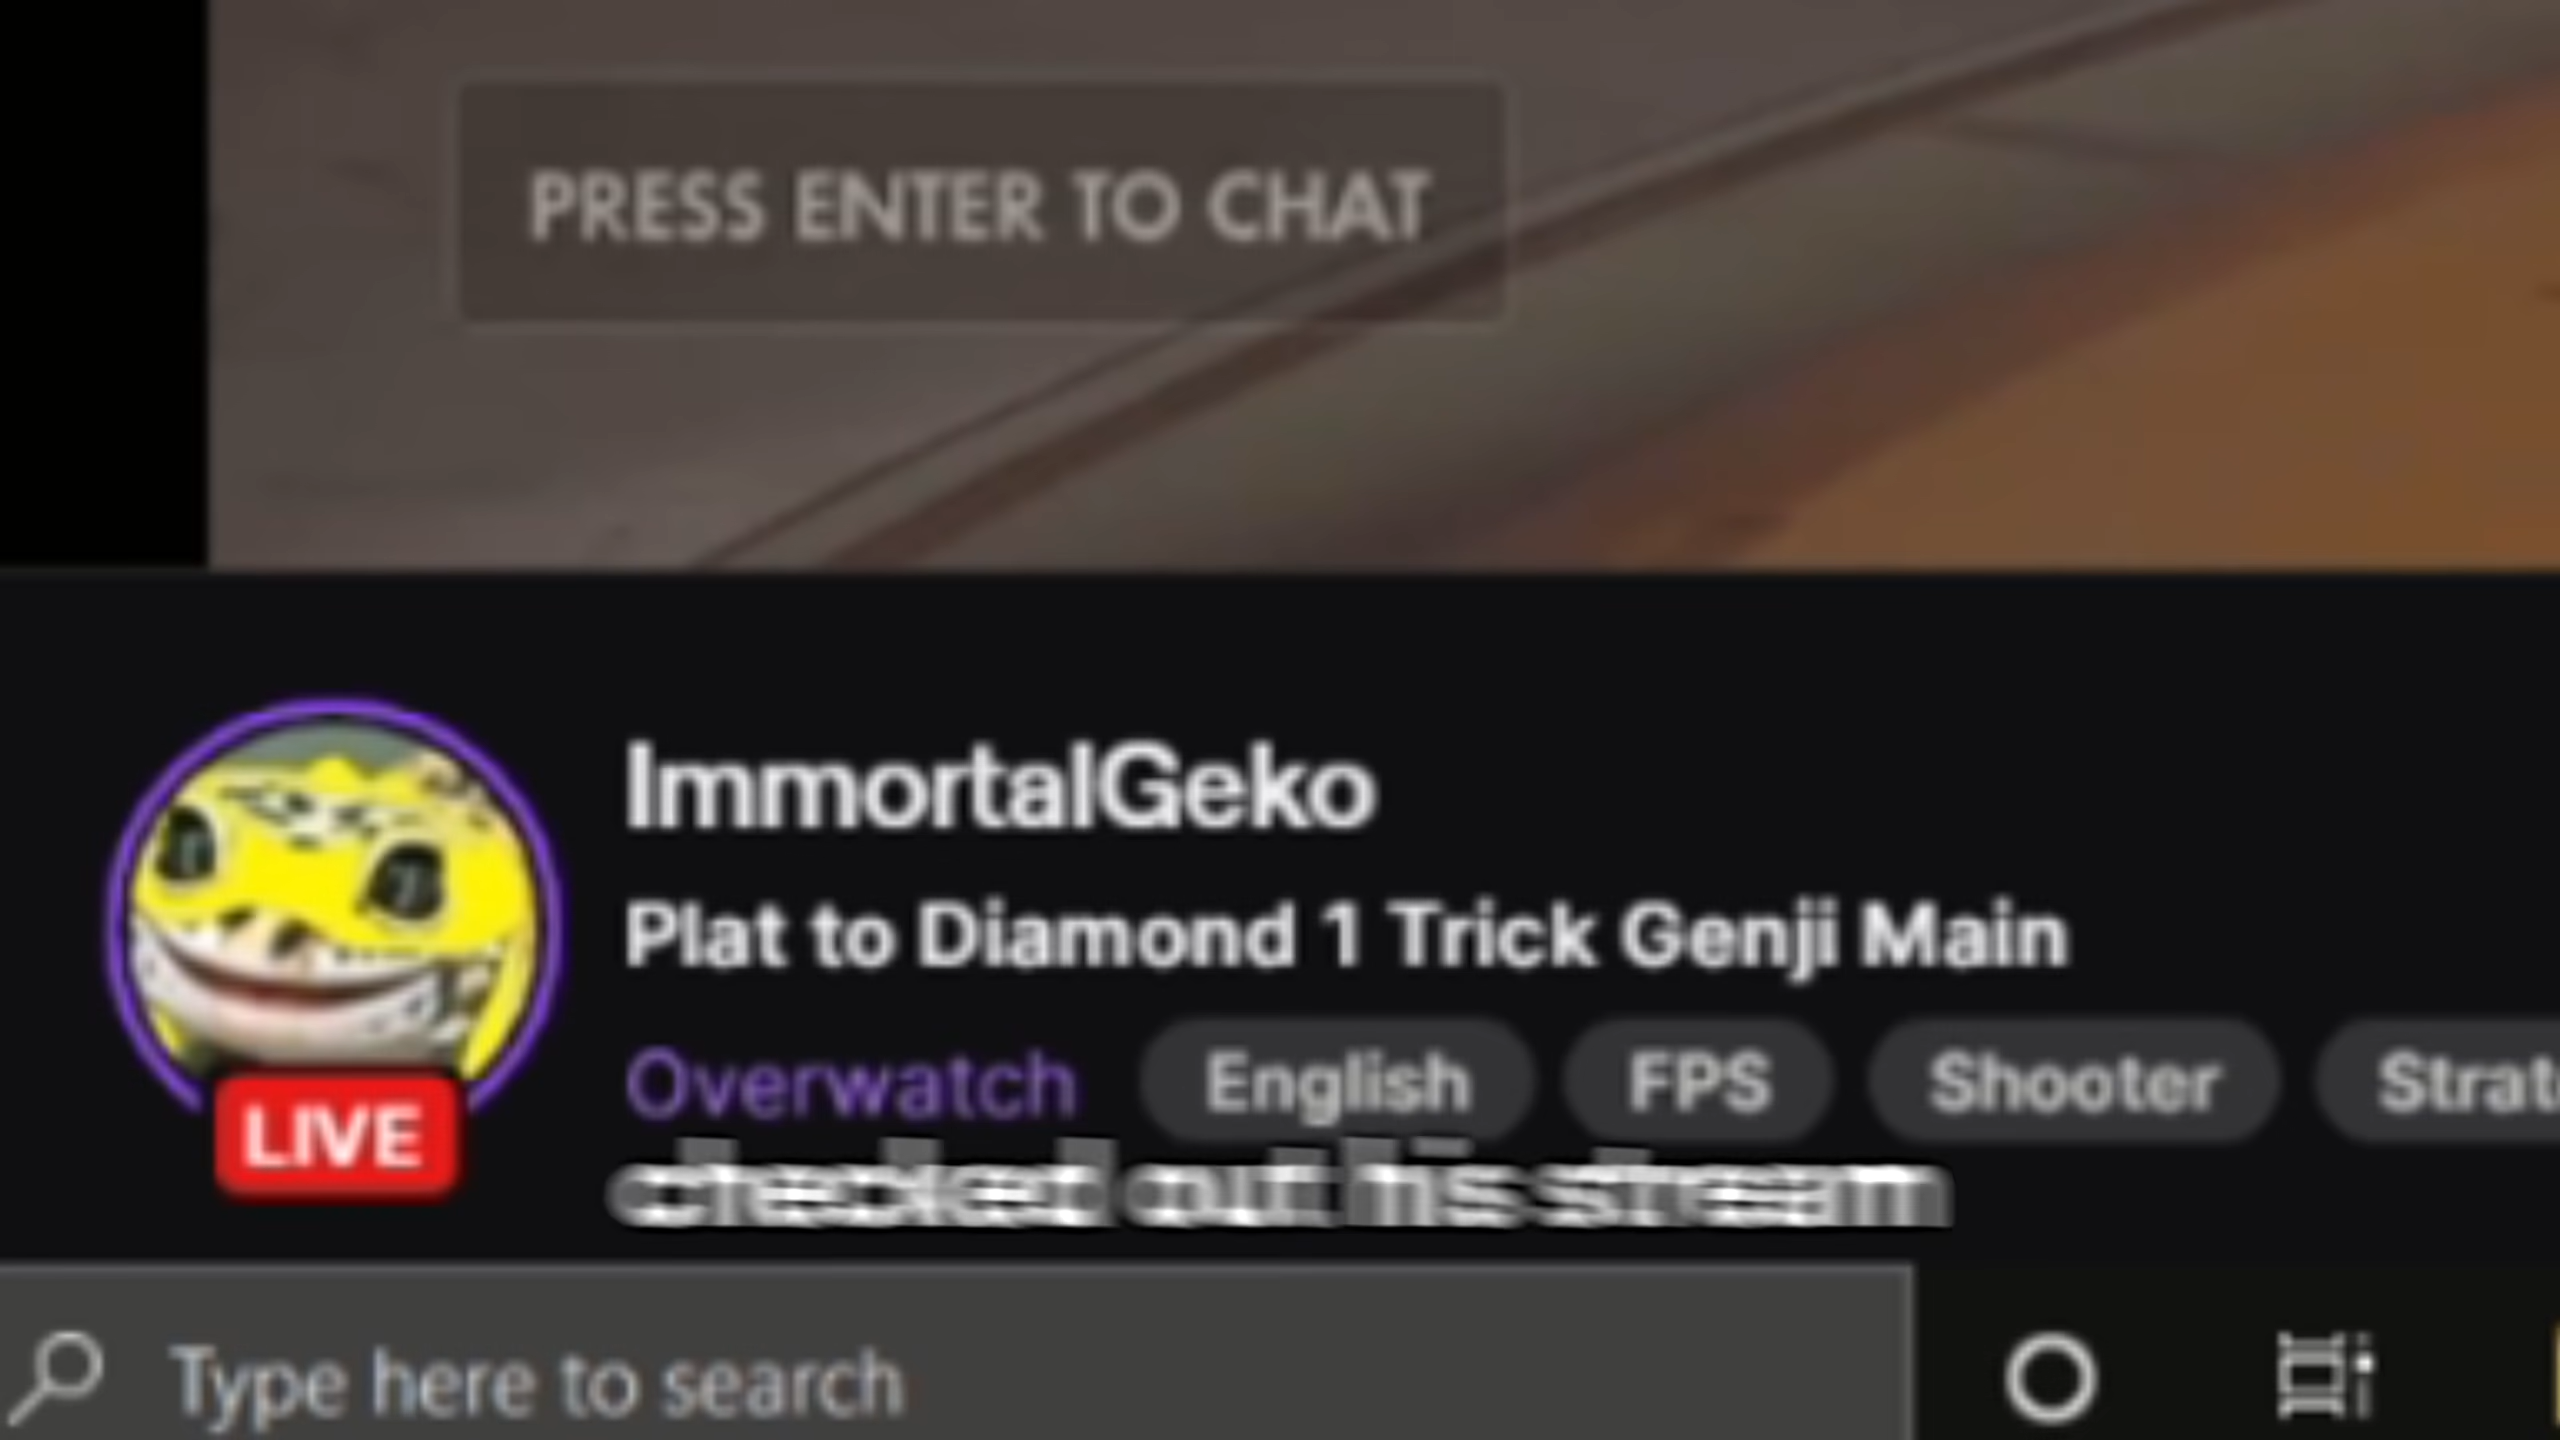 PRESS ENTER TO CHAT
ImmortalGeko
Plat to Diamond 1 Trick Genji Main
Overwatch English FPS Shooter
LIVE
checked out his stream
Type here to search